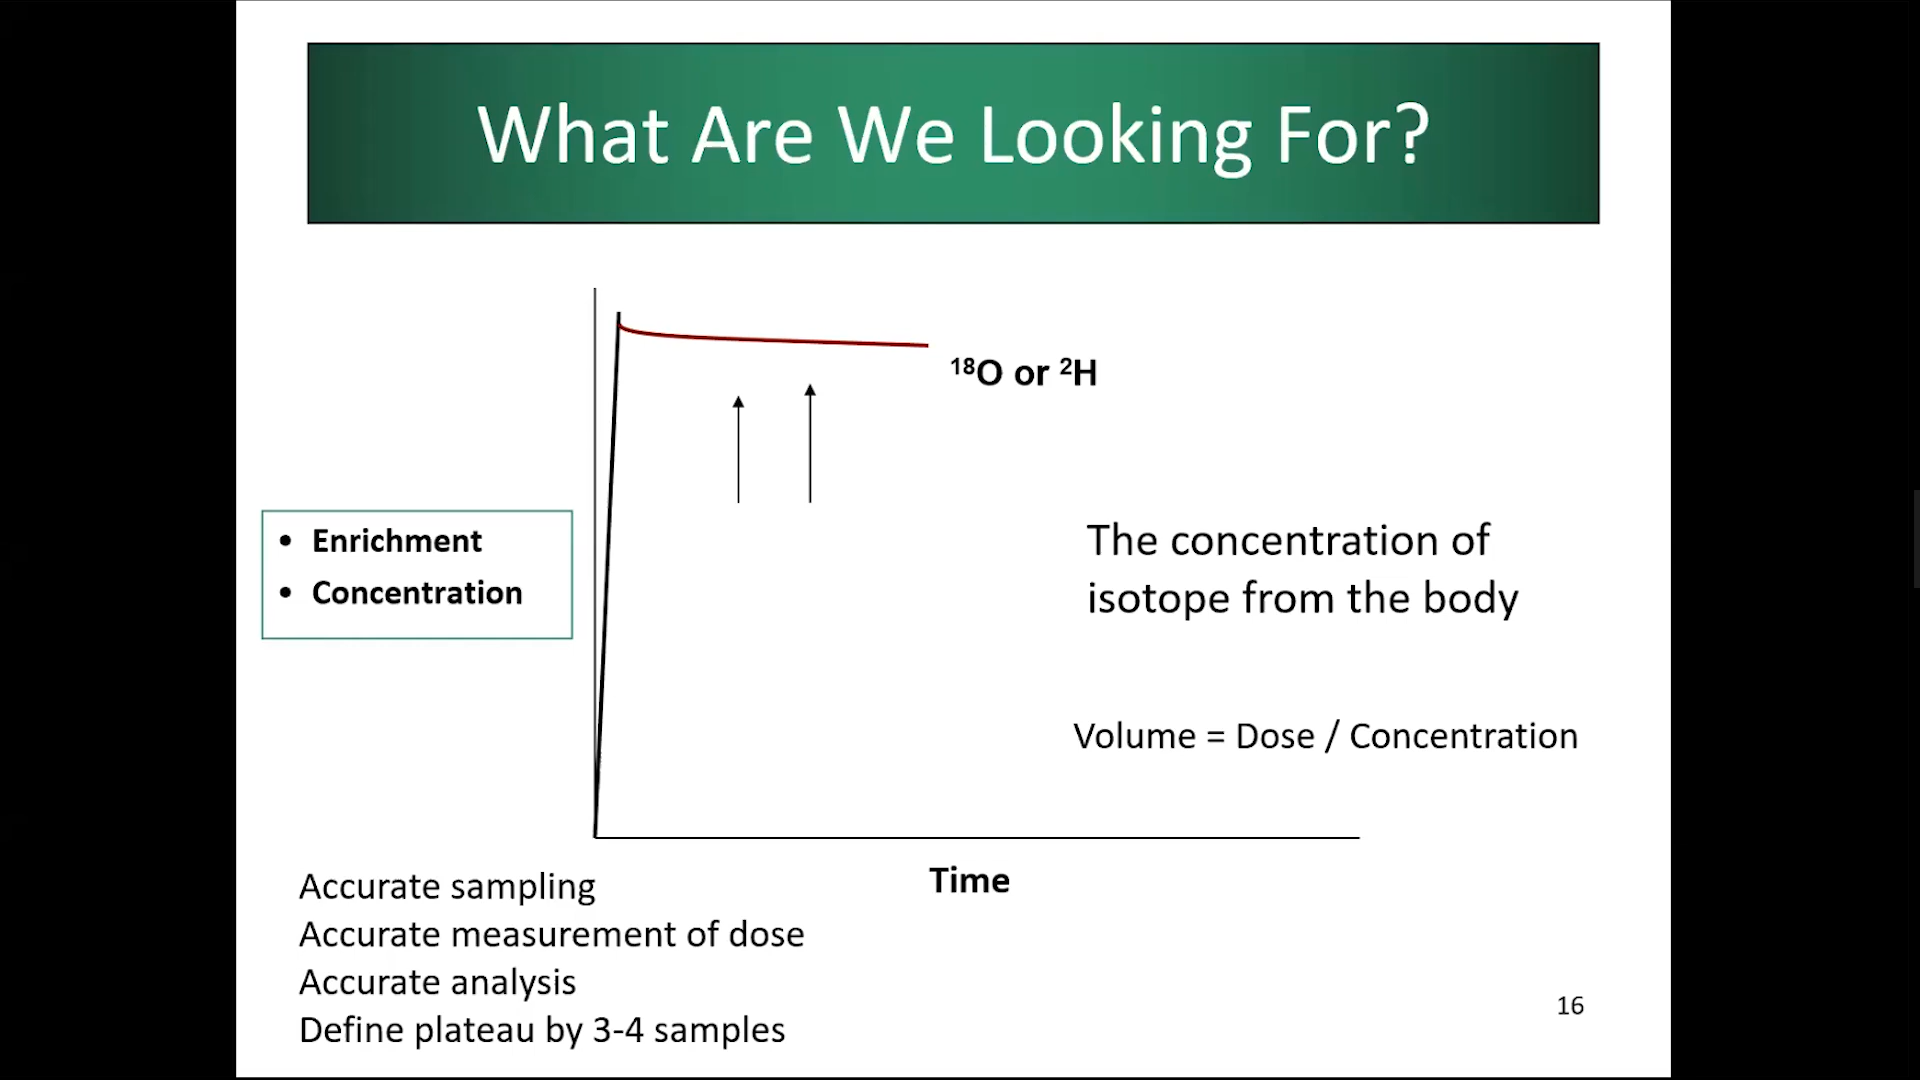 What Are We Looking For?
¹⁸O or ²H
• Enrichment
• Concentration
The concentration of
isotope from the body
Volume = Dose / Concentration
Time
Accurate sampling
Accurate measurement of dose
Accurate analysis
Define plateau by 3-4 samples
16